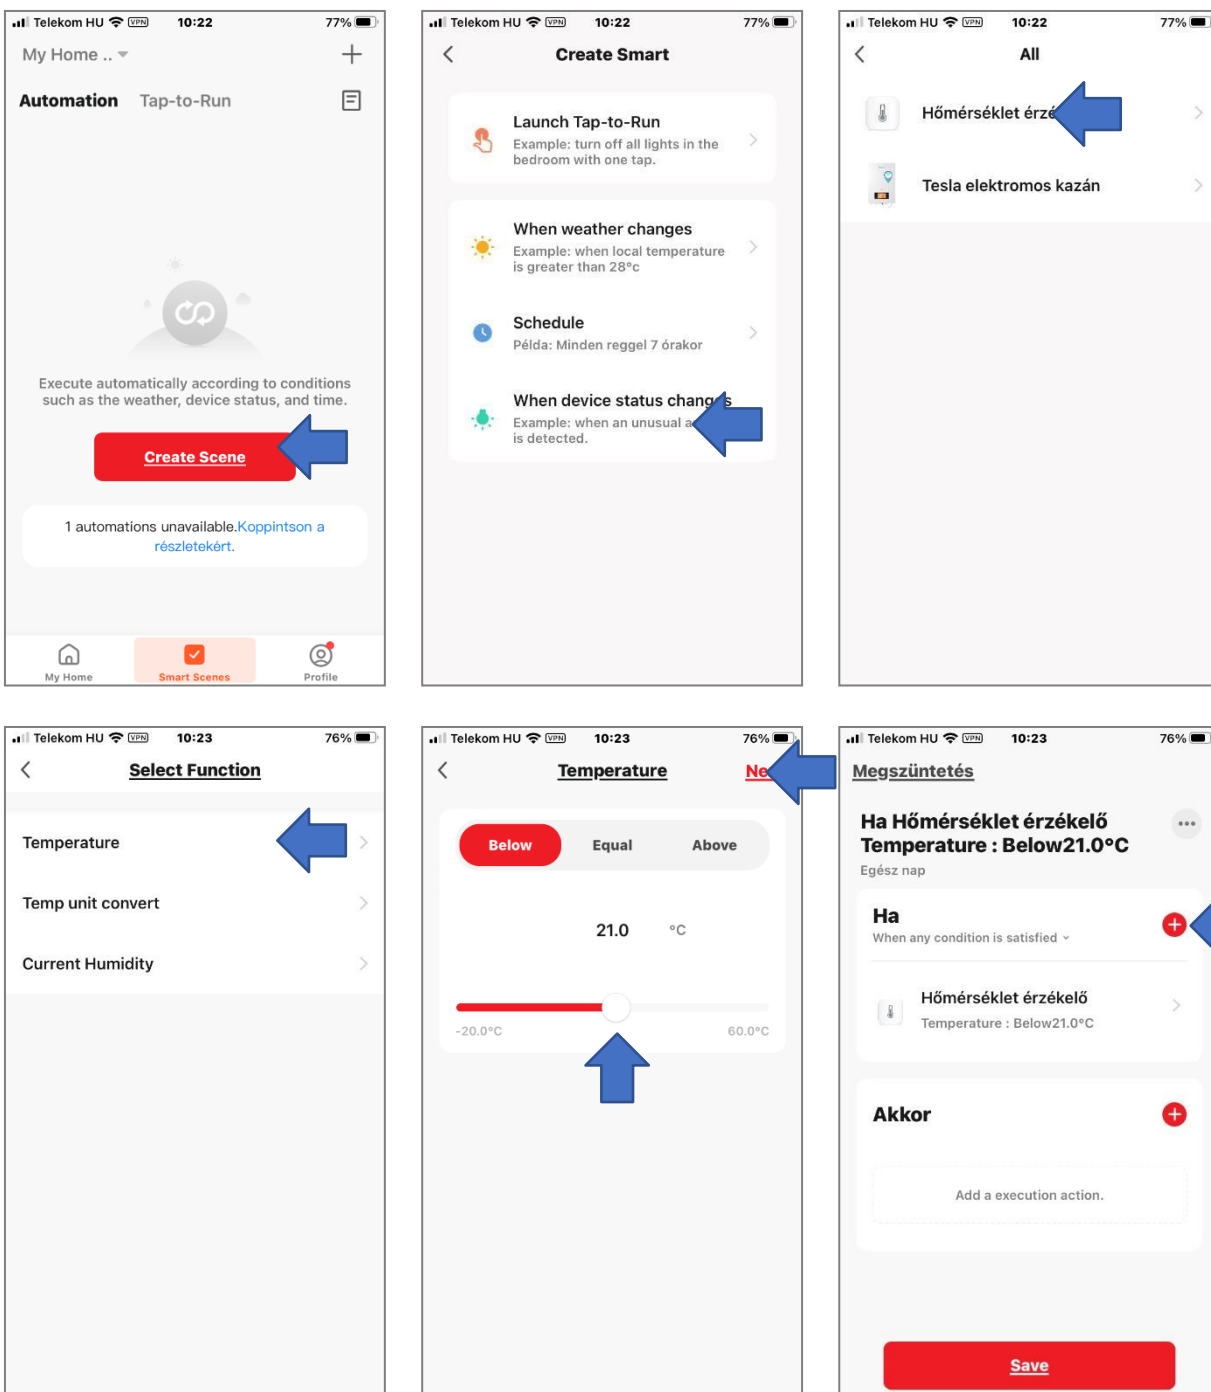 Telekom HU VPN 10:22 77%
My Home ..
Automation Tap-to-Run
Execute automatically according to conditions
such as the weather, device status, and time.
Create Scene
1 automations unavailable.Koppintson a
részletekért.
My Home Smart Scenes Profile
Telekom HU VPN 10:22 77%
Create Smart
Launch Tap-to-Run
Example: turn off all lights in the
bedroom with one tap.
When weather changes
Example: when local temperature
is greater than 28°c
Schedule
Példa: Minden reggel 7 órakor
When device status changes
Example: when an unusual
is detected.
Telekom HU VPN 10:22 77%
All
Hőmérséklet
Tesla elektromos kazán
Telekom HU VPN 10:23 76%
Select Function
Temperature
Temp unit convert
Current Humidity
Telekom HU VPN 10:23 76%
Temperature
Below Equal Above
21.0 °C
-20.0°C 60.0°C
Telekom HU VPN 10:23 76%
Megszüntetés
Ha Hőmérséklet érzékelő
Temperature : Below21.0°C
Egész nap
Ha
When any condition is satisfied
Hőmérséklet érzékelő
Temperature : Below21.0°C
Akkor
Add a execution action.
Save